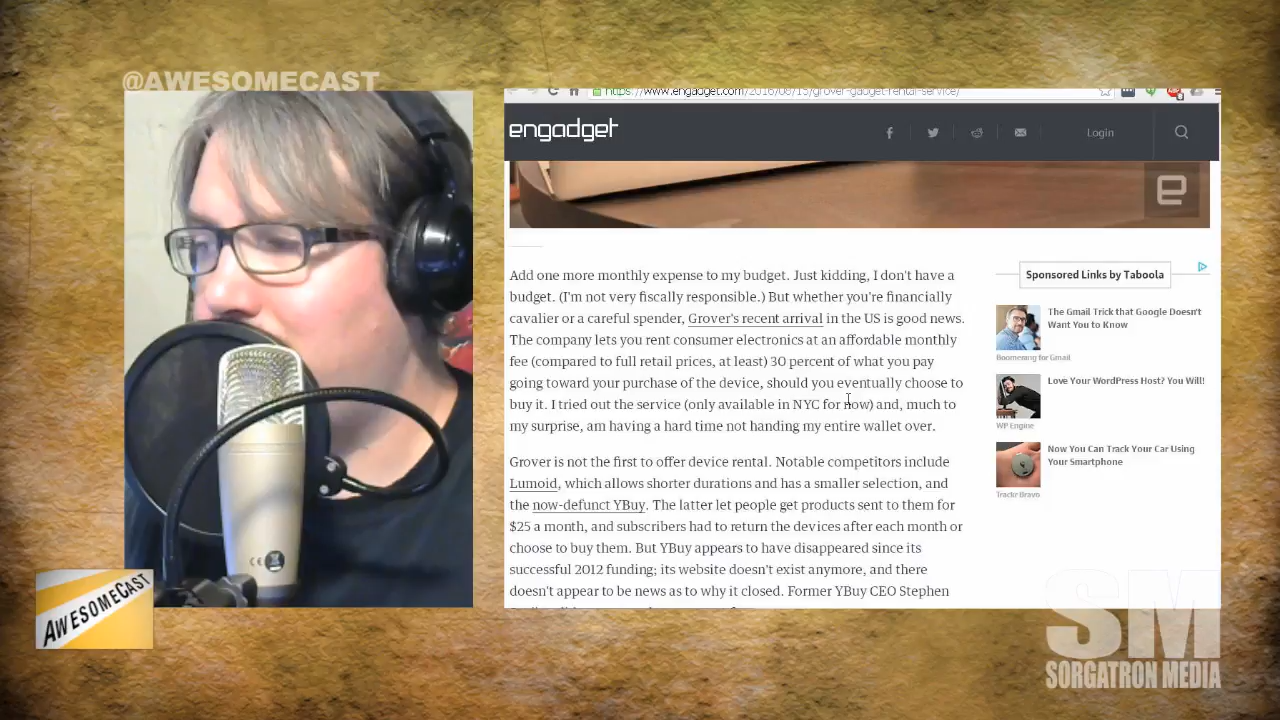 @AWESOMECAST
https://www.engadget.com/2016/08/15/grover-gadget-rental-service/
engadget
Login
e
Add one more monthly expense to my budget. Just kidding, I don't have a
budget. (I'm not very fiscally responsible.) But whether you're financially
cavalier or a careful spender, Grover's recent arrival in the US is good news.
The company lets you rent consumer electronics at an affordable monthly
fee (compared to full retail prices, at least) 30 percent of what you pay
going toward your purchase of the device, should you eventually choose to
buy it. I tried out the service (only available in NYC for now) and, much to
my surprise, am having a hard time not handing my entire wallet over.
Grover is not the first to offer device rental. Notable competitors include
Lumoid, which allows shorter durations and has a smaller selection, and
the now-defunct YBuy. The latter let people get products sent to them for
$25 a month, and subscribers had to return the devices after each month or
choose to buy them. But YBuy appears to have disappeared since its
successful 2012 funding; its website doesn't exist anymore, and there
doesn't appear to be news as to why it closed. Former YBuy CEO Stephen
Sponsored Links by Taboola
The Gmail Trick that Google Doesn't
Want You to Know
Boomerang for Gmail
Love Your WordPress Host? You Will!
WP Engine
Now You Can Track Your Car Using
Your Smartphone
Trackr Bravo
CE
AWESOMECAST
SM
SORGATRON MEDIA